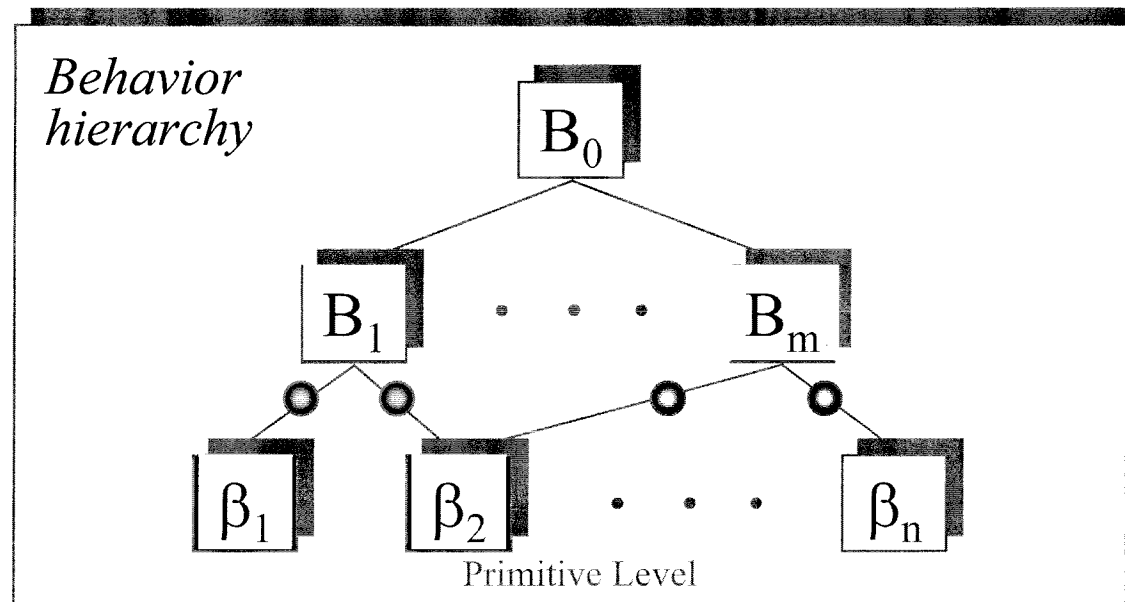 Behavior
hierarchy
B₀
B₁ . . . Bₘ
β₁ β₂ . . . βₙ
Primitive Level